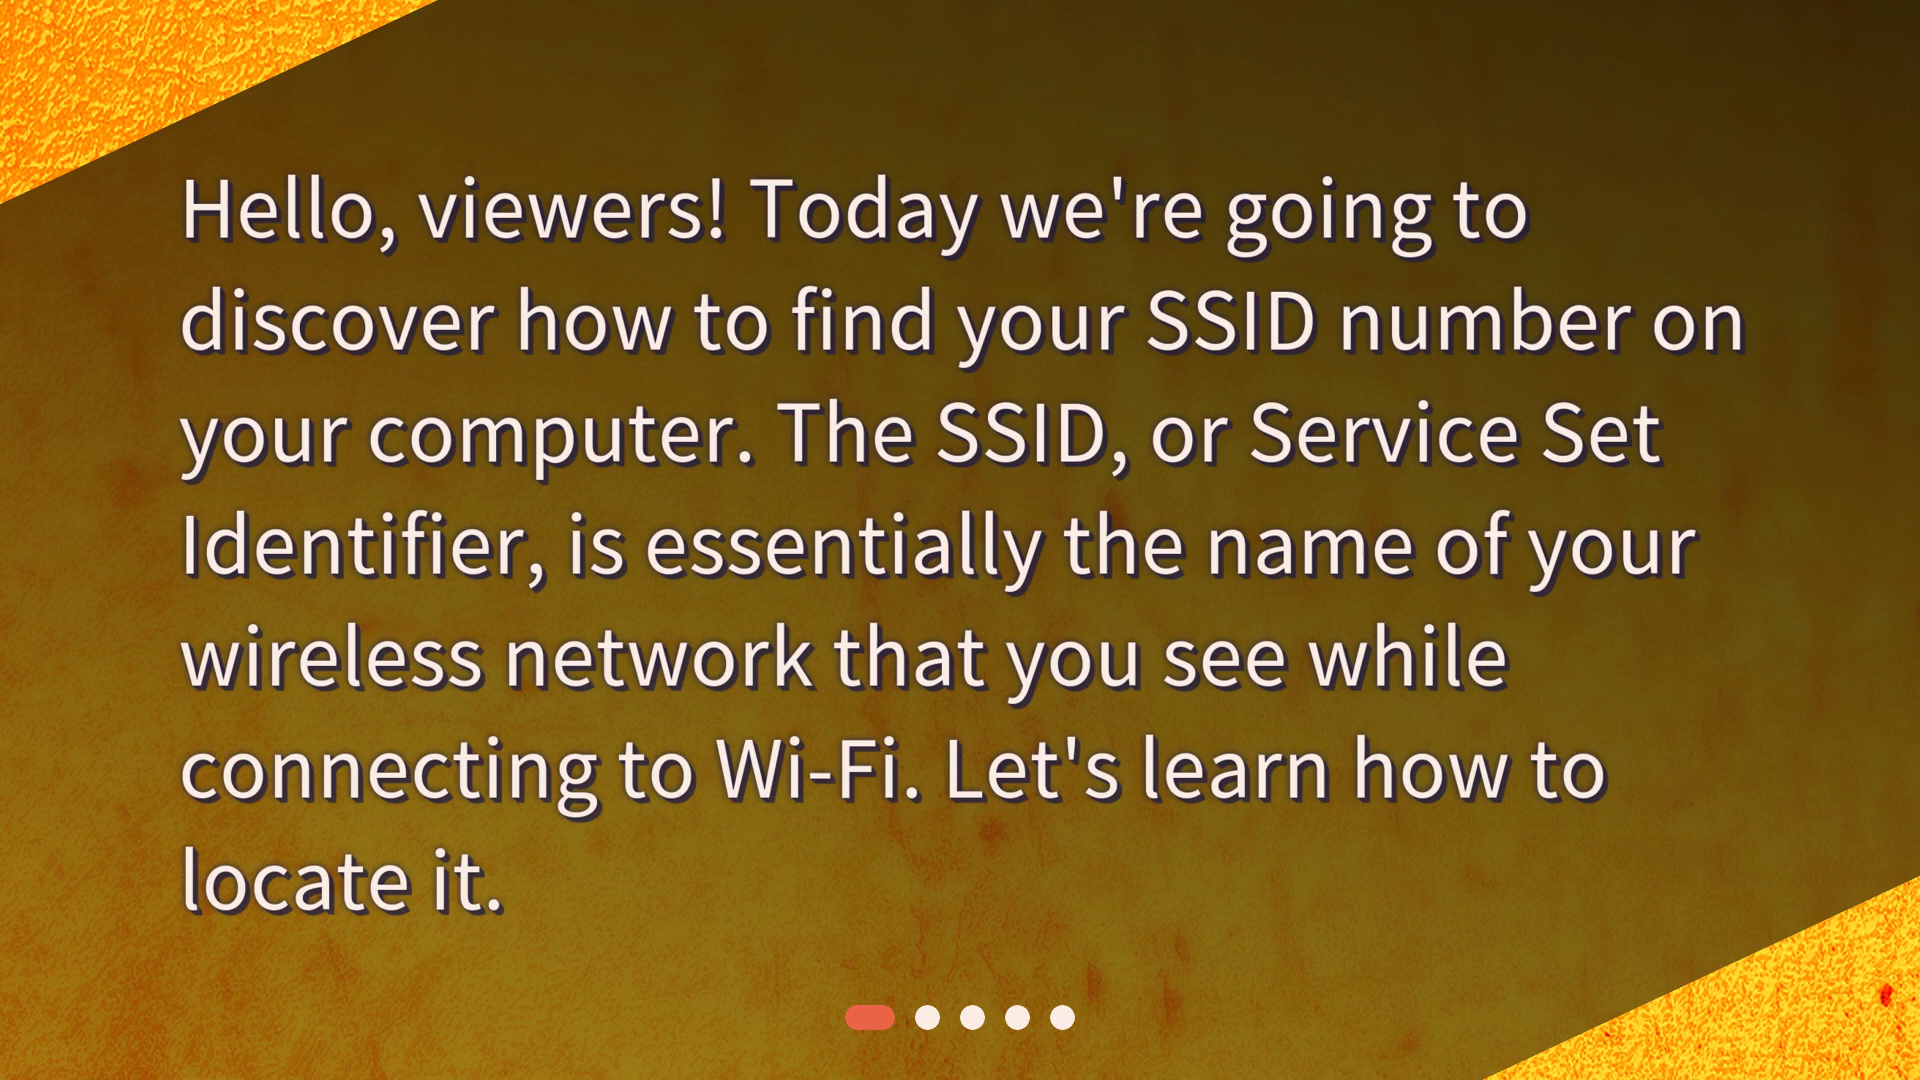 Hello, viewers! Today we're going to
discover how to find your SSID number on
your computer. The SSID, or Service Set
Identifier, is essentially the name of your
wireless network that you see while
connecting to Wi-Fi. Let's learn how to
locate it.